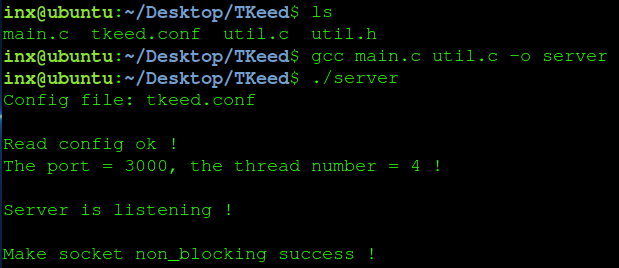 inx@ubuntu:~/Desktop/TKeed$ ls
main.c  tkeed.conf  util.c  util.h
inx@ubuntu:~/Desktop/TKeed$ gcc main.c util.c -o server
inx@ubuntu:~/Desktop/TKeed$ ./server
Config file: tkeed.conf
Read config ok !
The port = 3000, the thread number = 4 !
Server is listening !
Make socket non_blocking success !